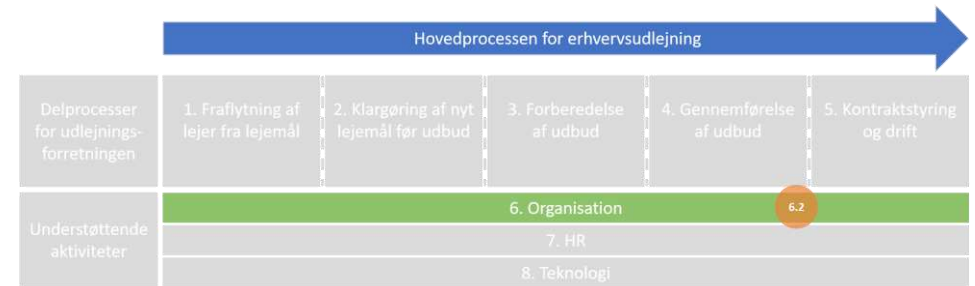 Hovedprocessen for erhvervsudlejning
Delprocesser
for udlejnings-
forretningen
1. Fraflytning af
lejer fra lejemål
2. Klargøring af nyt
lejemål før udbud
3. Forberedelse
af udbud
4. Gennemførelse
af udbud
5. Kontraktstyring
og drift
Understøttende
aktiviteter
6. Organisation
6.2
7. HR
8. Teknologi